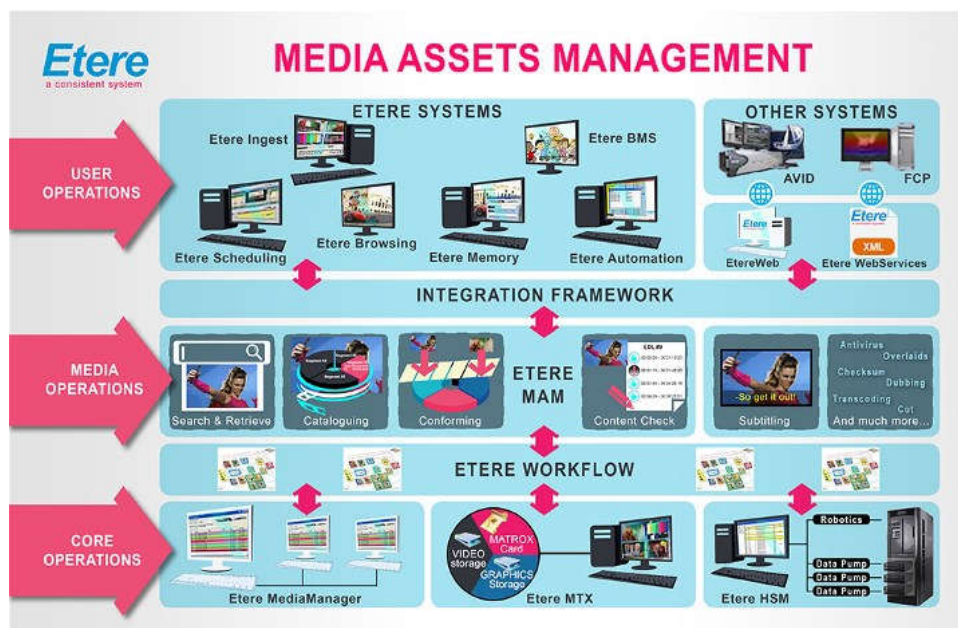 Etere
a consistent system
MEDIA ASSETS MANAGEMENT
USER
OPERATIONS
ETERE SYSTEMS
Etere Ingest
Etere BMS
Etere Scheduling
Etere Browsing
Etere Memory
Etere Automation
OTHER SYSTEMS
AVID
FCP
Etere
EtereWeb
Etere
XML
Etere WebServices
INTEGRATION FRAMEWORK
MEDIA
OPERATIONS
Search & Retrieve
Cataloguing
Conforming
ETERE
MAM
Content Check
-So get it out!
Subtitling
Antivirus
Overlaids
Checksum
Dubbing
Transcoding
Cut
And much more...
ETERE WORKFLOW
CORE
OPERATIONS
Etere MediaManager
VIDEO
storage
MATROX
Card
GRAPHICS
Storage
Etere MTX
Etere HSM
Robotics
Data Pump
Data Pump
Data Pump